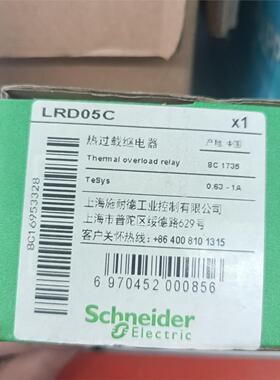 LRD05C x1
热过载继电器 产地 中国
Thermal overload relay 8C 1735
TeSys 0.63 - 1A
上海施耐德工业控制有限公司
上海市普陀区绥德路629号
客户关怀热线：+86 400 810 1315
6 970452 000856
Schneider
Electric
8C16953328